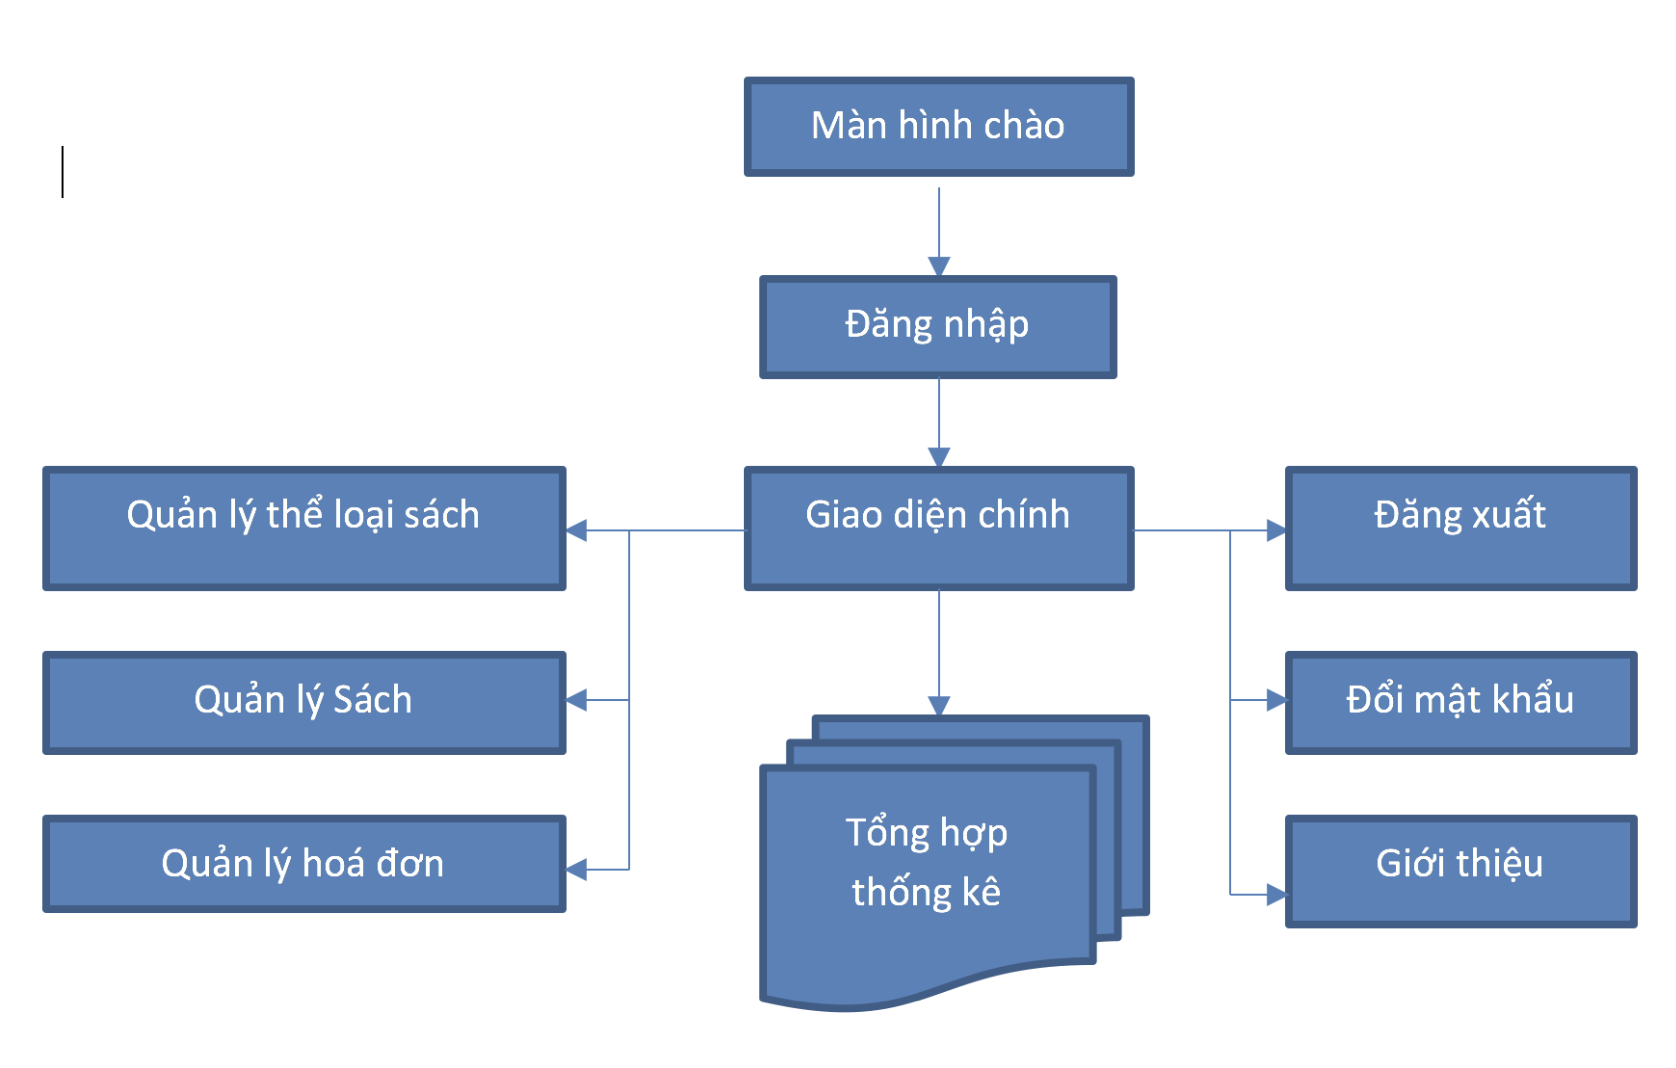 Màn hình chào
Đăng nhập
Quản lý thể loại sách
Giao diện chính
Đăng xuất
Quản lý Sách
Đổi mật khẩu
Quản lý hoá đơn
Tổng hợp
thống kê
Giới thiệu